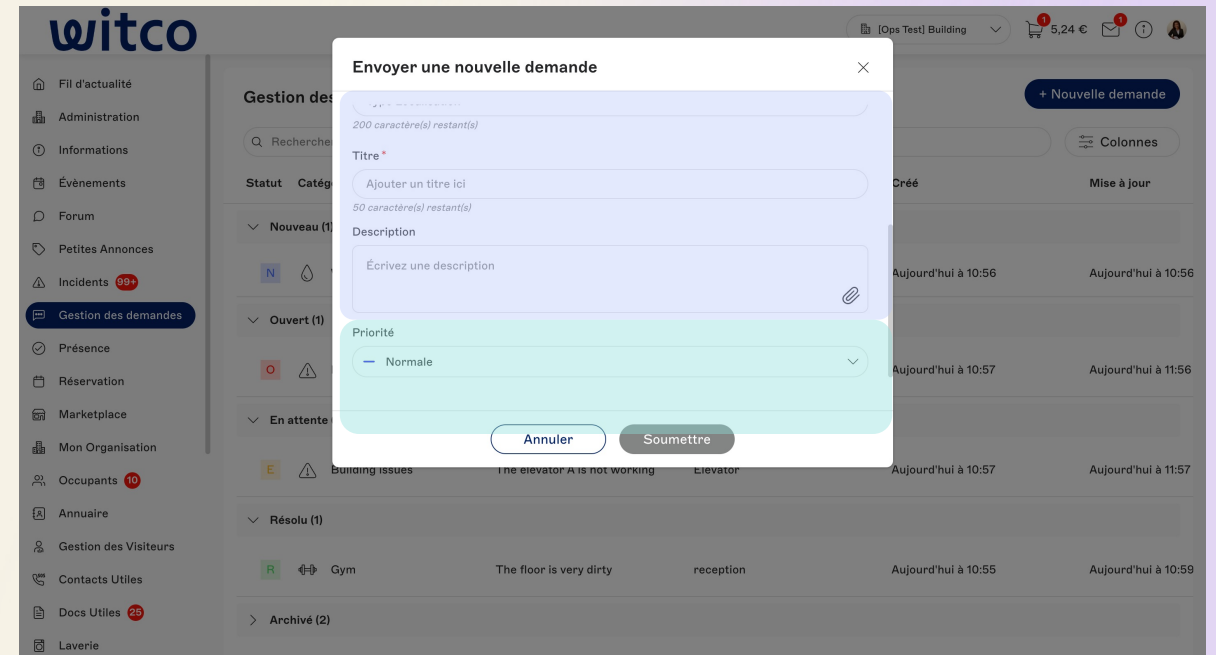 witco
[Ops Test] Building
1
5,24 €
1
Fil d'actualité
Administration
Informations
Évènements
Forum
Petites Annonces
Incidents 99+
Gestion des demandes
Présence
Réservation
Marketplace
Mon Organisation
Occupants 10
Annuaire
Gestion des Visiteurs
Contacts Utiles
Docs Utiles 25
Laverie
Gestion des
+ Nouvelle demande
Colonnes
Statut
Créé
Mise à jour
Nouveau (1)
N
Aujourd'hui à 10:56
Aujourd'hui à 10:56
Ouvert (1)
O
Aujourd'hui à 10:57
Aujourd'hui à 11:56
En attente
E
Building issues
The elevator A is not working
Elevator
Aujourd'hui à 10:57
Aujourd'hui à 11:57
Résolu (1)
R
Gym
The floor is very dirty
reception
Aujourd'hui à 10:55
Aujourd'hui à 10:59
Archivé (2)
Envoyer une nouvelle demande
200 caractère(s) restant(s)
Titre*
Ajouter un titre ici
50 caractère(s) restant(s)
Description
Écrivez une description
Priorité
Normale
Annuler
Soumettre